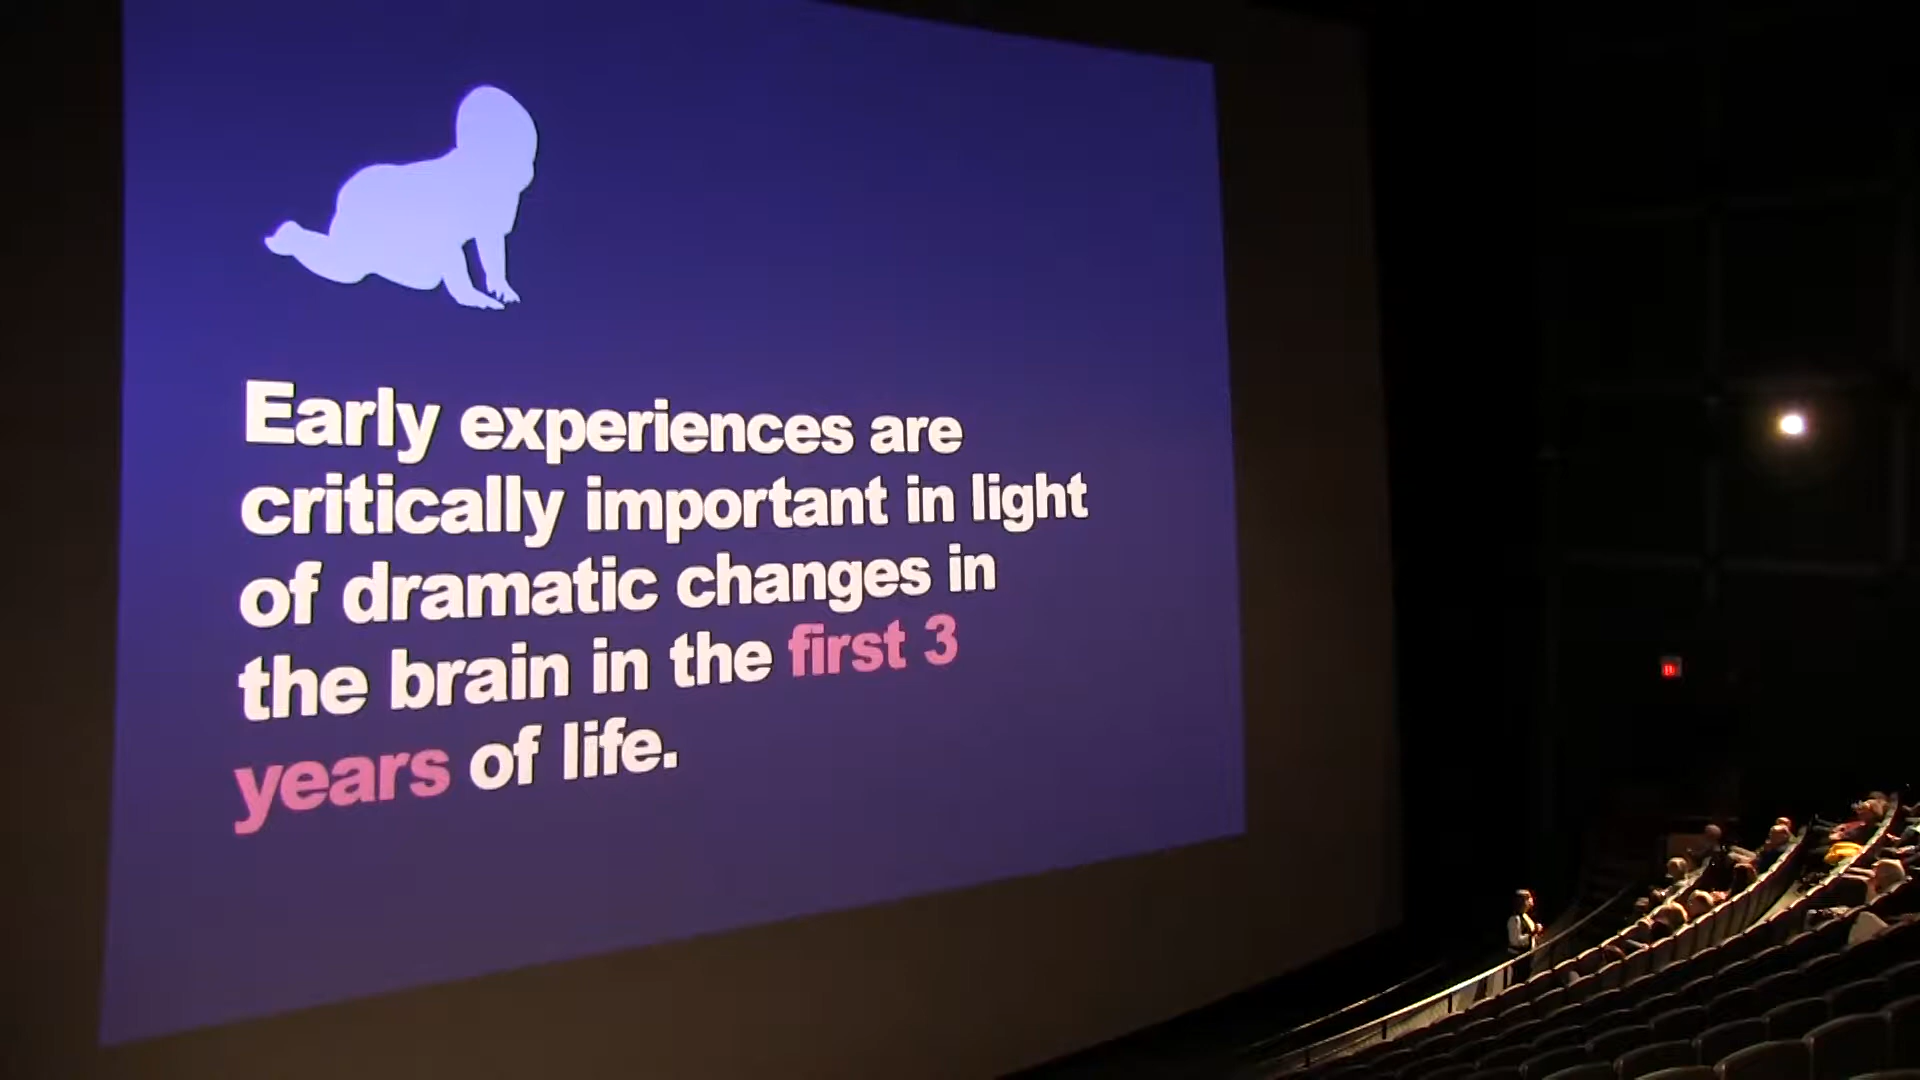 Early experiences are
critically important in light
of dramatic changes in
the brain in the first 3
years of life.